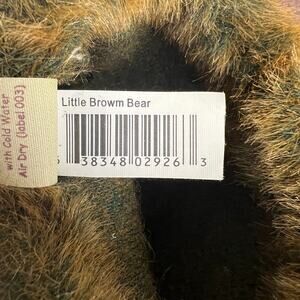 Little Browm Bear
38348 02926 3
with Cold Water
Air Dry (label 003)